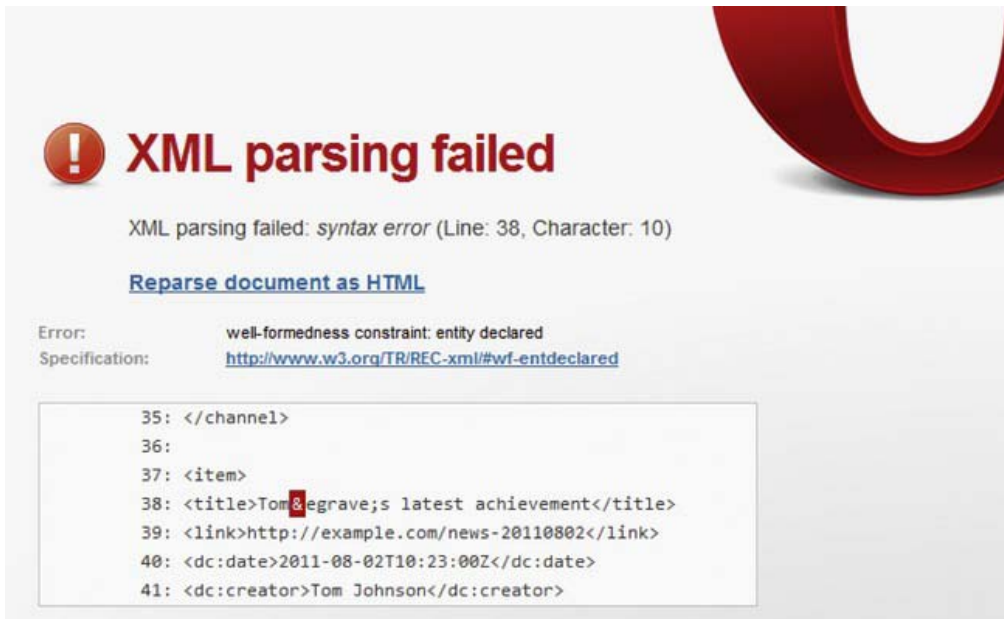 XML parsing failed
XML parsing failed: syntax error (Line: 38, Character: 10)
Reparse document as HTML
Error: well-formedness constraint: entity declared
Specification: http://www.w3.org/TR/REC-xml/#wf-entdeclared
35: </channel>
36:
37: <item>
38: <title>Tom&egrave;s latest achievement</title>
39: <link>http://example.com/news-20110802</link>
40: <dc:date>2011-08-02T10:23:00Z</dc:date>
41: <dc:creator>Tom Johnson</dc:creator>